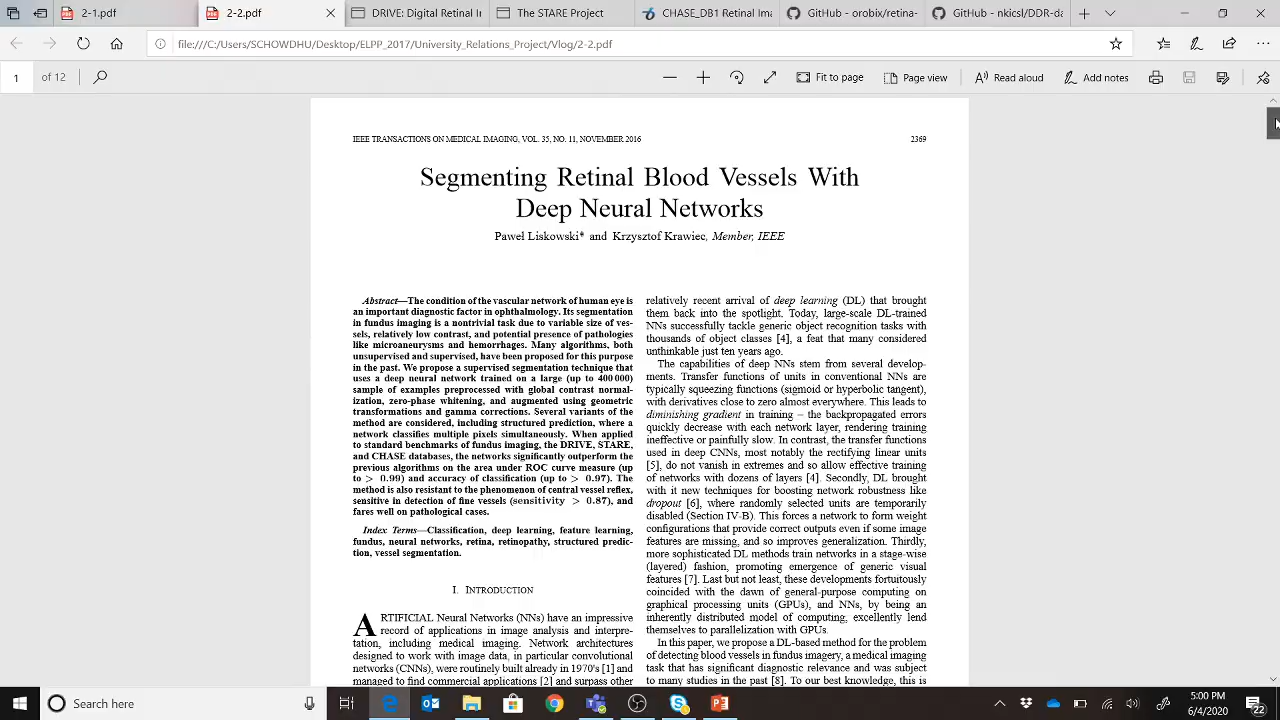 2-1.pdf
2-2.pdf
DRIVE: Digital Retinal Ir
The STARE Project
CHASE_DB1 Retinal Ima
GitHub - orobix/retina-
GitHub - nkicsl/DDR-da
file:///C:/Users/SCHOWDHU/Desktop/ELPP_2017/University_Relations_Project/Vlog/2-2.pdf
1 of 12
Fit to page
Page view
Read aloud
Add notes
IEEE TRANSACTIONS ON MEDICAL IMAGING, VOL. 35, NO. 11, NOVEMBER 2016
2369
Segmenting Retinal Blood Vessels With
Deep Neural Networks
Paweł Liskowski* and Krzysztof Krawiec, Member, IEEE
Abstract—The condition of the vascular network of human eye is
an important diagnostic factor in ophthalmology. Its segmentation
in fundus imaging is a nontrivial task due to variable size of ves-
sels, relatively low contrast, and potential presence of pathologies
like microaneurysms and hemorrhages. Many algorithms, both
unsupervised and supervised, have been proposed for this purpose
in the past. We propose a supervised segmentation technique that
uses a deep neural network trained on a large (up to 400 000)
sample of examples preprocessed with global contrast normal-
ization, zero-phase whitening, and augmented using geometric
transformations and gamma corrections. Several variants of the
method are considered, including structured prediction, where a
network classifies multiple pixels simultaneously. When applied
to standard benchmarks of fundus imaging, the DRIVE, STARE,
and CHASE databases, the networks significantly outperform the
previous algorithms on the area under ROC curve measure (up
to > 0.99) and accuracy of classification (up to > 0.97). The
method is also resistant to the phenomenon of central vessel reflex,
sensitive in detection of fine vessels (sensitivity > 0.87), and
fares well on pathological cases.
Index Terms—Classification, deep learning, feature learning,
fundus, neural networks, retina, retinopathy, structured predic-
tion, vessel segmentation.
I. INTRODUCTION
ARTIFICIAL Neural Networks (NNs) have an impressive
record of applications in image analysis and interpre-
tation, including medical imaging. Network architectures
designed to work with image data, in particular convolutional
networks (CNNs), were routinely built already in 1970's [1] and
managed to find commercial applications [2] and surpass other
relatively recent arrival of deep learning (DL) that brought
them back into the spotlight. Today, large-scale DL-trained
NNs successfully tackle generic object recognition tasks with
thousands of object classes [4], a feat that many considered
unthinkable just ten years ago.
The capabilities of deep NNs stem from several develop-
ments. Transfer functions of units in conventional NNs are
typically squeezing functions (sigmoid or hyperbolic tangent),
with derivatives close to zero almost everywhere. This leads to
diminishing gradient in training – the backpropagated errors
quickly decrease with each network layer, rendering training
ineffective or painfully slow. In contrast, the transfer functions
used in deep CNNs, most notably the rectifying linear units
[5], do not vanish in extremes and so allow effective training
of networks with dozens of layers [4]. Secondly, DL brought
with it new techniques for boosting network robustness like
dropout [6], where randomly selected units are temporarily
disabled (Section IV-B). This forces a network to form weight
configurations that provide correct outputs even if some image
features are missing, and so improves generalization. Thirdly,
more sophisticated DL methods train networks in a stage-wise
(layered) fashion, promoting emergence of generic visual
features [7]. Last but not least, these developments fortuitously
coincided with the dawn of general-purpose computing on
graphical processing units (GPUs), and NNs, by being an
inherently distributed model of computing, excellently lend
themselves to parallelization with GPUs.
In this paper, we propose a DL-based method for the problem
of detecting blood vessels in fundus imagery, a medical imaging
task that has significant diagnostic relevance and was subject
to many studies in the past [8]. To our best knowledge, this is
Search here
5:00 PM
6/4/2020
22